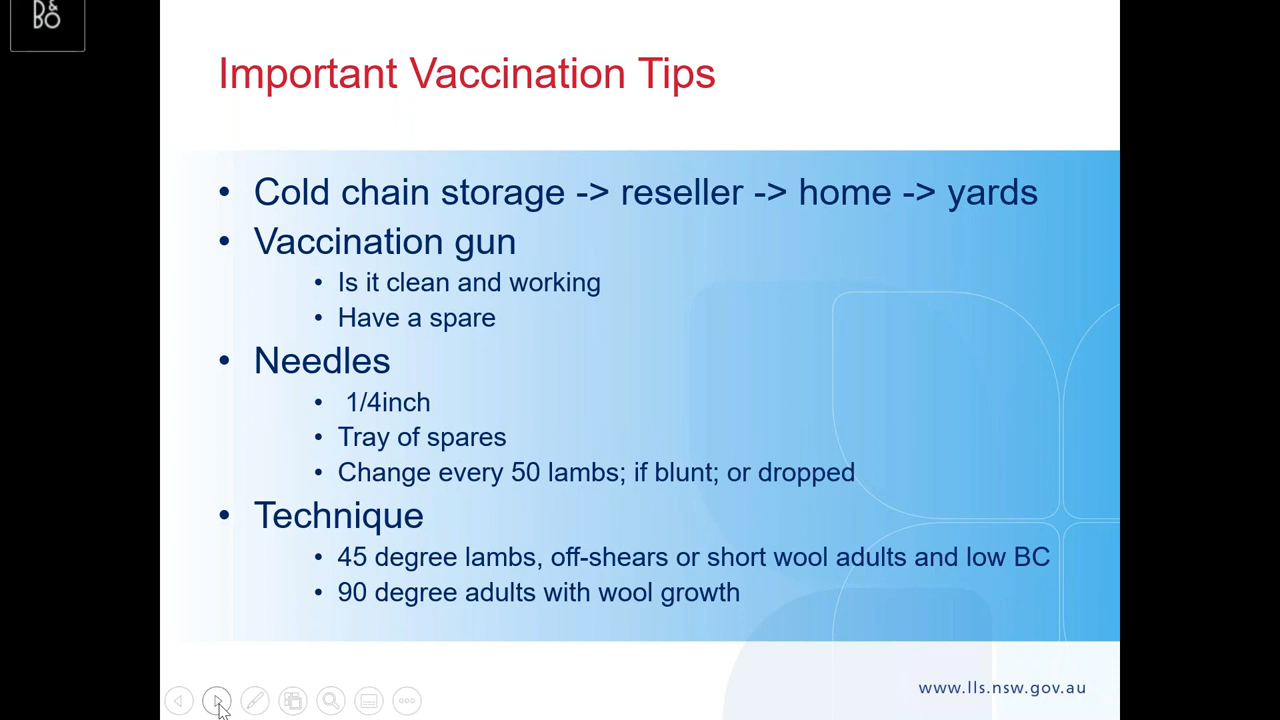 B&
BO
Important Vaccination Tips
• Cold chain storage -> reseller -> home -> yards
• Vaccination gun
• Is it clean and working
• Have a spare
• Needles
• 1/4inch
• Tray of spares
• Change every 50 lambs; if blunt; or dropped
• Technique
• 45 degree lambs, off-shears or short wool adults and low BC
• 90 degree adults with wool growth
www.lls.nsw.gov.au